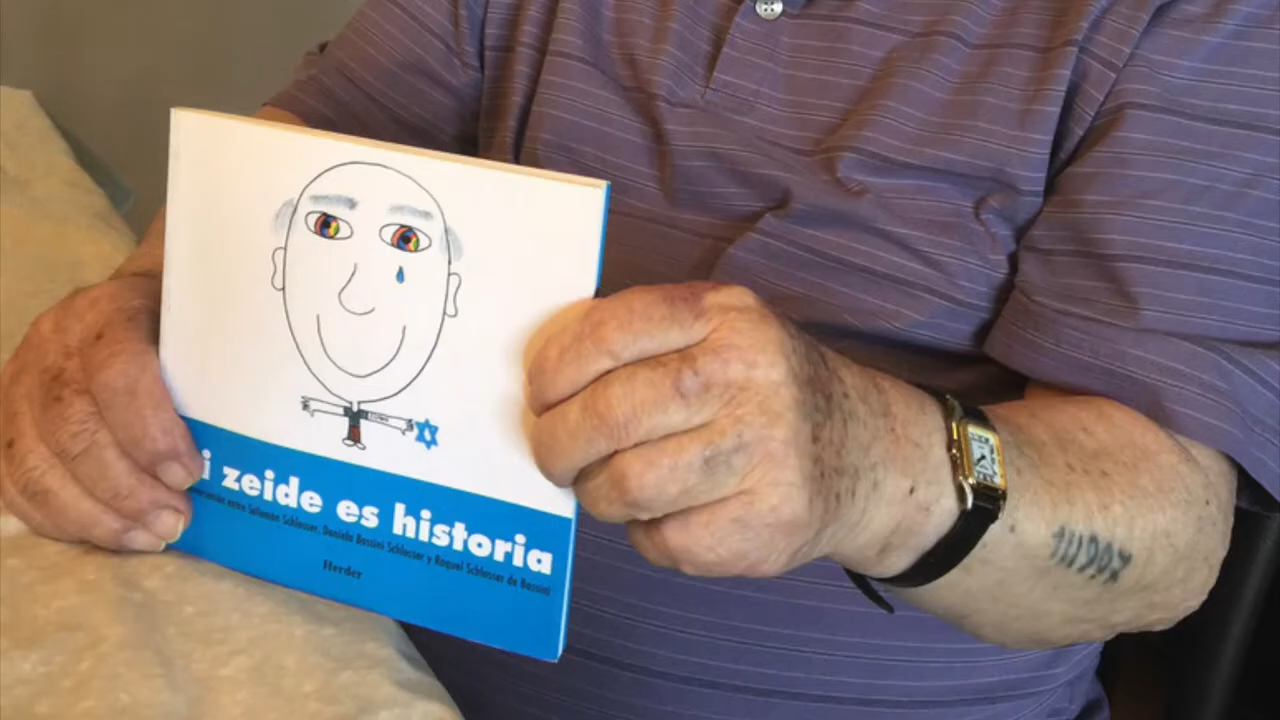 i zeide es historia
entre Salomón Schlosser, Daniela Bassini Schlosser y Raquel Schlosser de Bassini
Herder